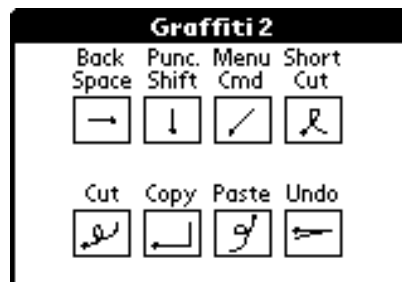 Graffiti 2
Back Punc. Menu Short
Space Shift Cmd Cut
Cut Copy Paste Undo